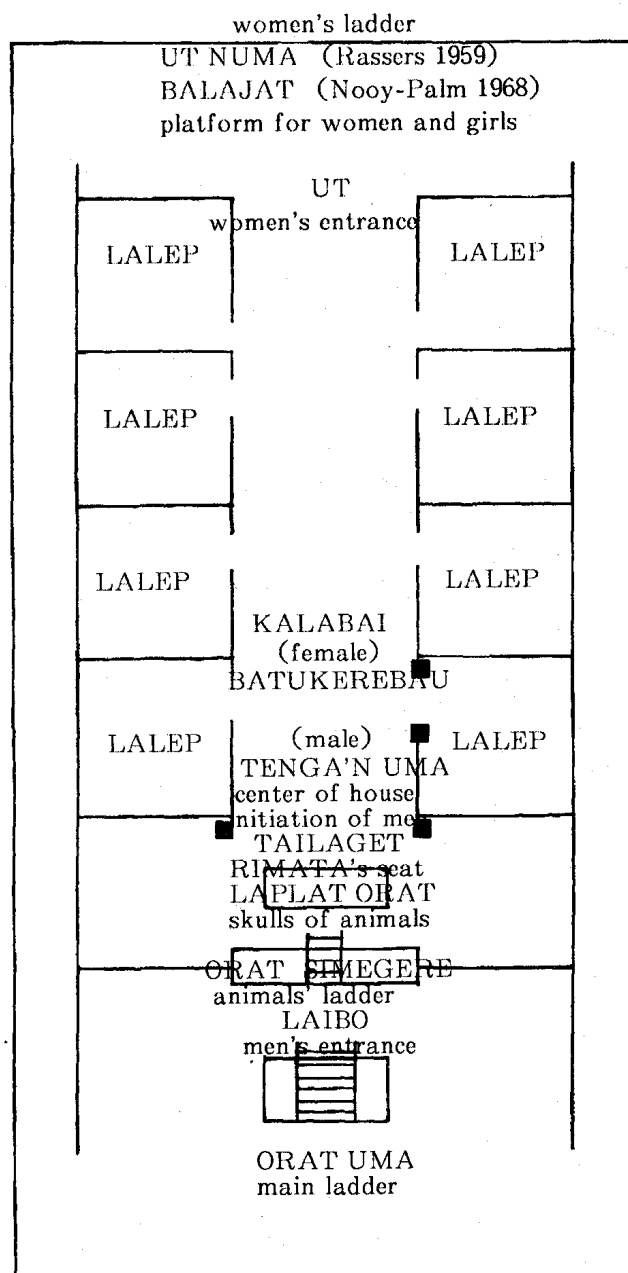 women's ladder
UT NUMA (Rassers 1959)
BALAJAT (Nooy-Palm 1968)
platform for women and girls
UT
women's entrance
LALEP
LALEP
LALEP
LALEP
LALEP
LALEP
KALABAI
(female)
BATUKEREBAU
LALEP
(male)
LALEP
TENGA'N UMA
center of house
nitiation of me
TAILAGET
RIMATA's seat
LAPLAT ORAT
skulls of animals
ORAT SIMEGERE
animals' ladder
LAIBO
men's entrance
ORAT UMA
main ladder